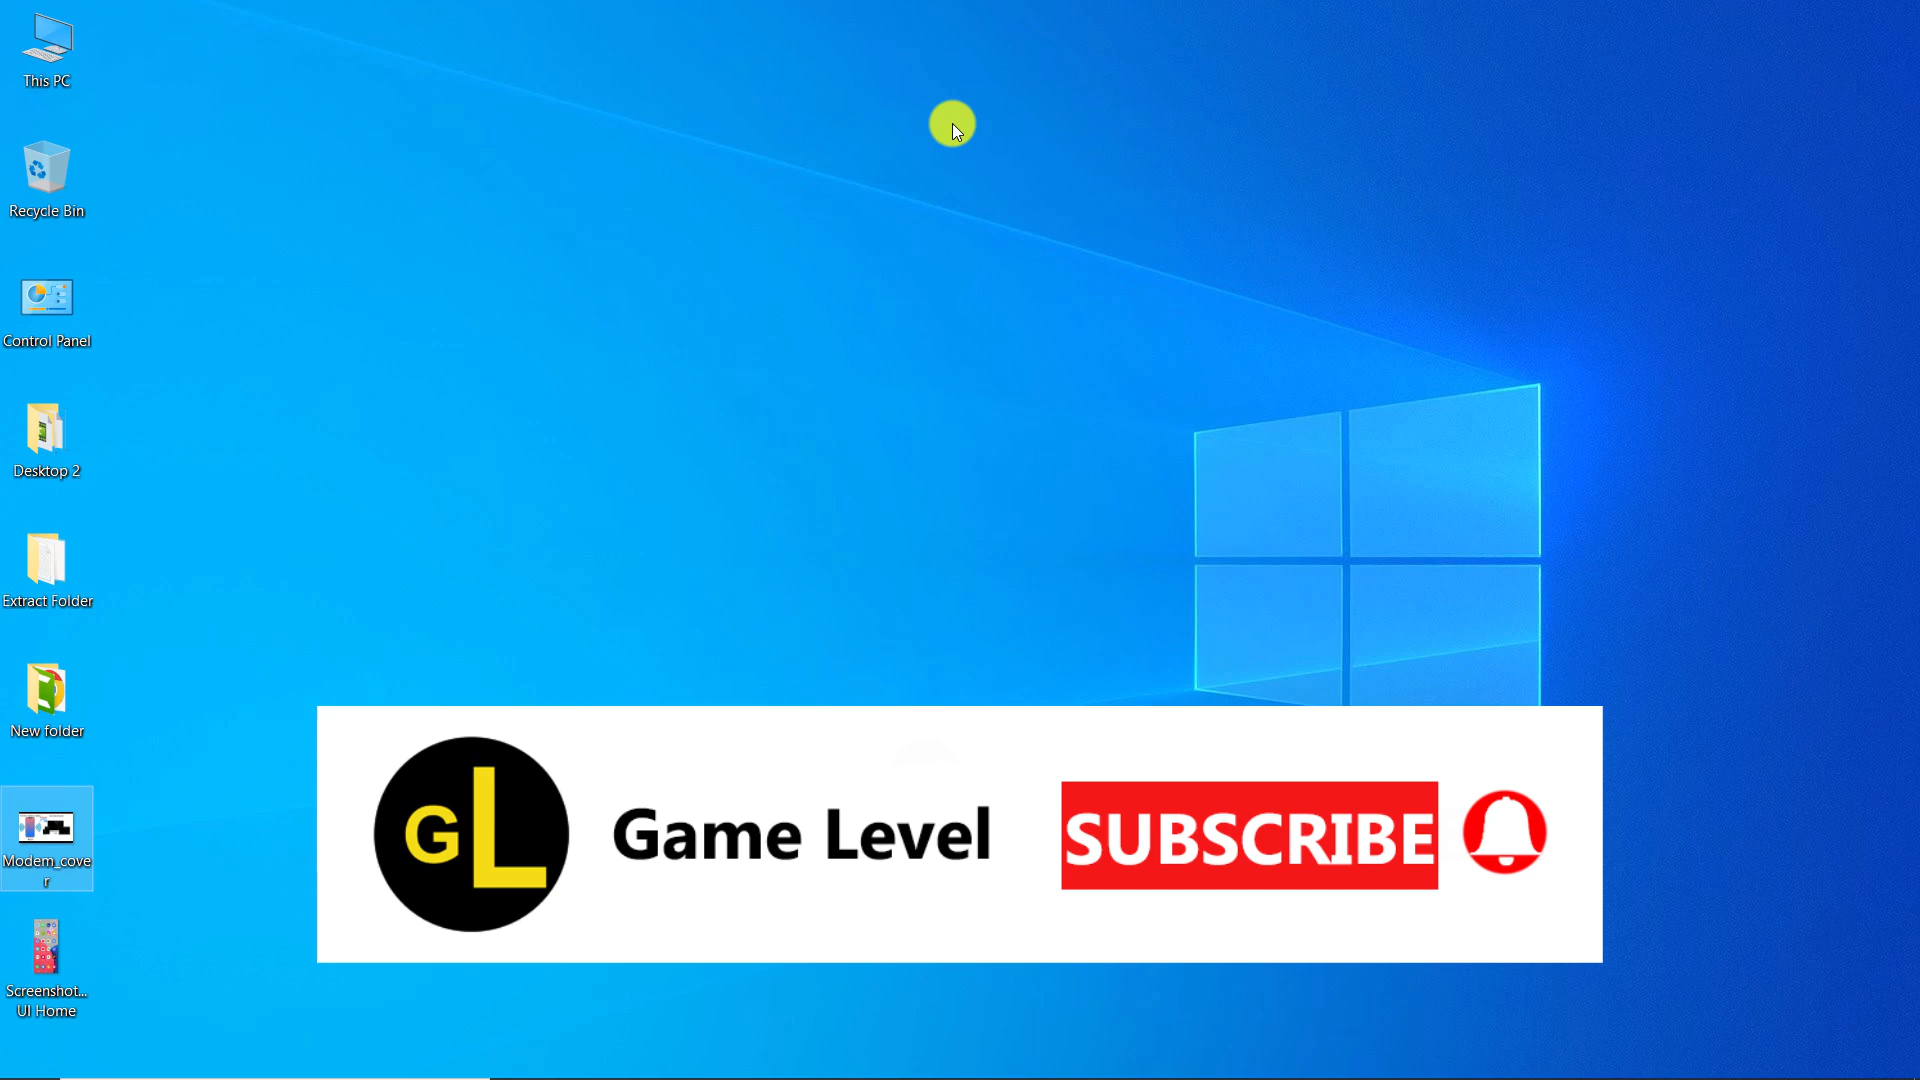 This PC
Recycle Bin
Control Panel
Desktop 2
Extract Folder
New folder
Modem_cove
r
Screenshot...
UI Home
GL
Game Level
SUBSCRIBE